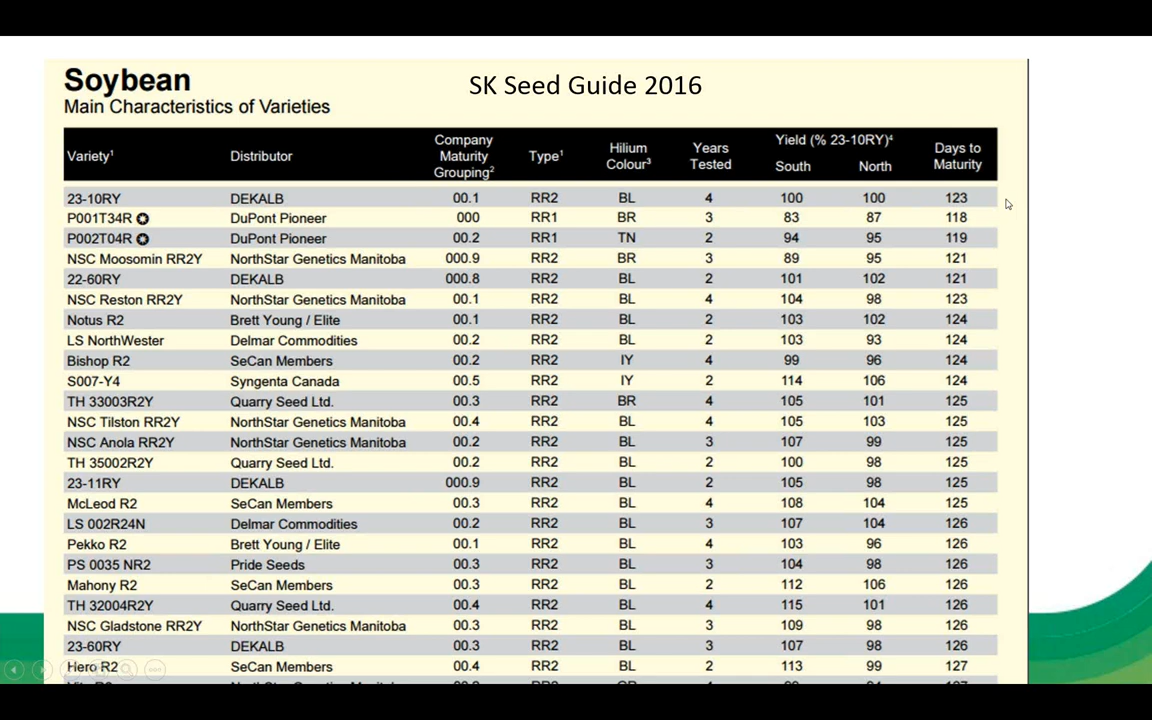 Soybean
SK Seed Guide 2016
Main Characteristics of Varieties
Variety¹ Distributor Company Maturity Grouping² Type¹ Hilium Colour³ Years Tested Yield (% 23-10RY)⁴ South North Days to Maturity
23-10RY DEKALB 00.1 RR2 BL 4 100 100 123
P001T34R DuPont Pioneer 000 RR1 BR 3 83 87 118
P002T04R DuPont Pioneer 00.2 RR1 TN 2 94 95 119
NSC Moosomin RR2Y NorthStar Genetics Manitoba 000.9 RR2 BR 3 89 95 121
22-60RY DEKALB 000.8 RR2 BL 2 101 102 121
NSC Reston RR2Y NorthStar Genetics Manitoba 00.1 RR2 BL 4 104 98 123
Notus R2 Brett Young / Elite 00.1 RR2 BL 2 103 102 124
LS NorthWester Delmar Commodities 00.2 RR2 BL 2 103 93 124
Bishop R2 SeCan Members 00.2 RR2 IY 4 99 96 124
S007-Y4 Syngenta Canada 00.5 RR2 IY 2 114 106 124
TH 33003R2Y Quarry Seed Ltd. 00.3 RR2 BR 4 105 101 125
NSC Tilston RR2Y NorthStar Genetics Manitoba 00.4 RR2 BL 4 105 103 125
NSC Anola RR2Y NorthStar Genetics Manitoba 00.2 RR2 BL 3 107 99 125
TH 35002R2Y Quarry Seed Ltd. 00.2 RR2 BL 2 100 98 125
23-11RY DEKALB 000.9 RR2 BL 2 105 98 125
McLeod R2 SeCan Members 00.3 RR2 BL 4 108 104 125
LS 002R24N Delmar Commodities 00.2 RR2 BL 3 107 104 126
Pekko R2 Brett Young / Elite 00.1 RR2 BL 4 103 96 126
PS 0035 NR2 Pride Seeds 00.3 RR2 BL 3 104 98 126
Mahony R2 SeCan Members 00.3 RR2 BL 2 112 106 126
TH 32004R2Y Quarry Seed Ltd. 00.4 RR2 BL 4 115 101 126
NSC Gladstone RR2Y NorthStar Genetics Manitoba 00.3 RR2 BL 3 109 98 126
23-60RY DEKALB 00.3 RR2 BL 3 107 98 126
Hero R2 SeCan Members 00.4 RR2 BL 2 113 99 127